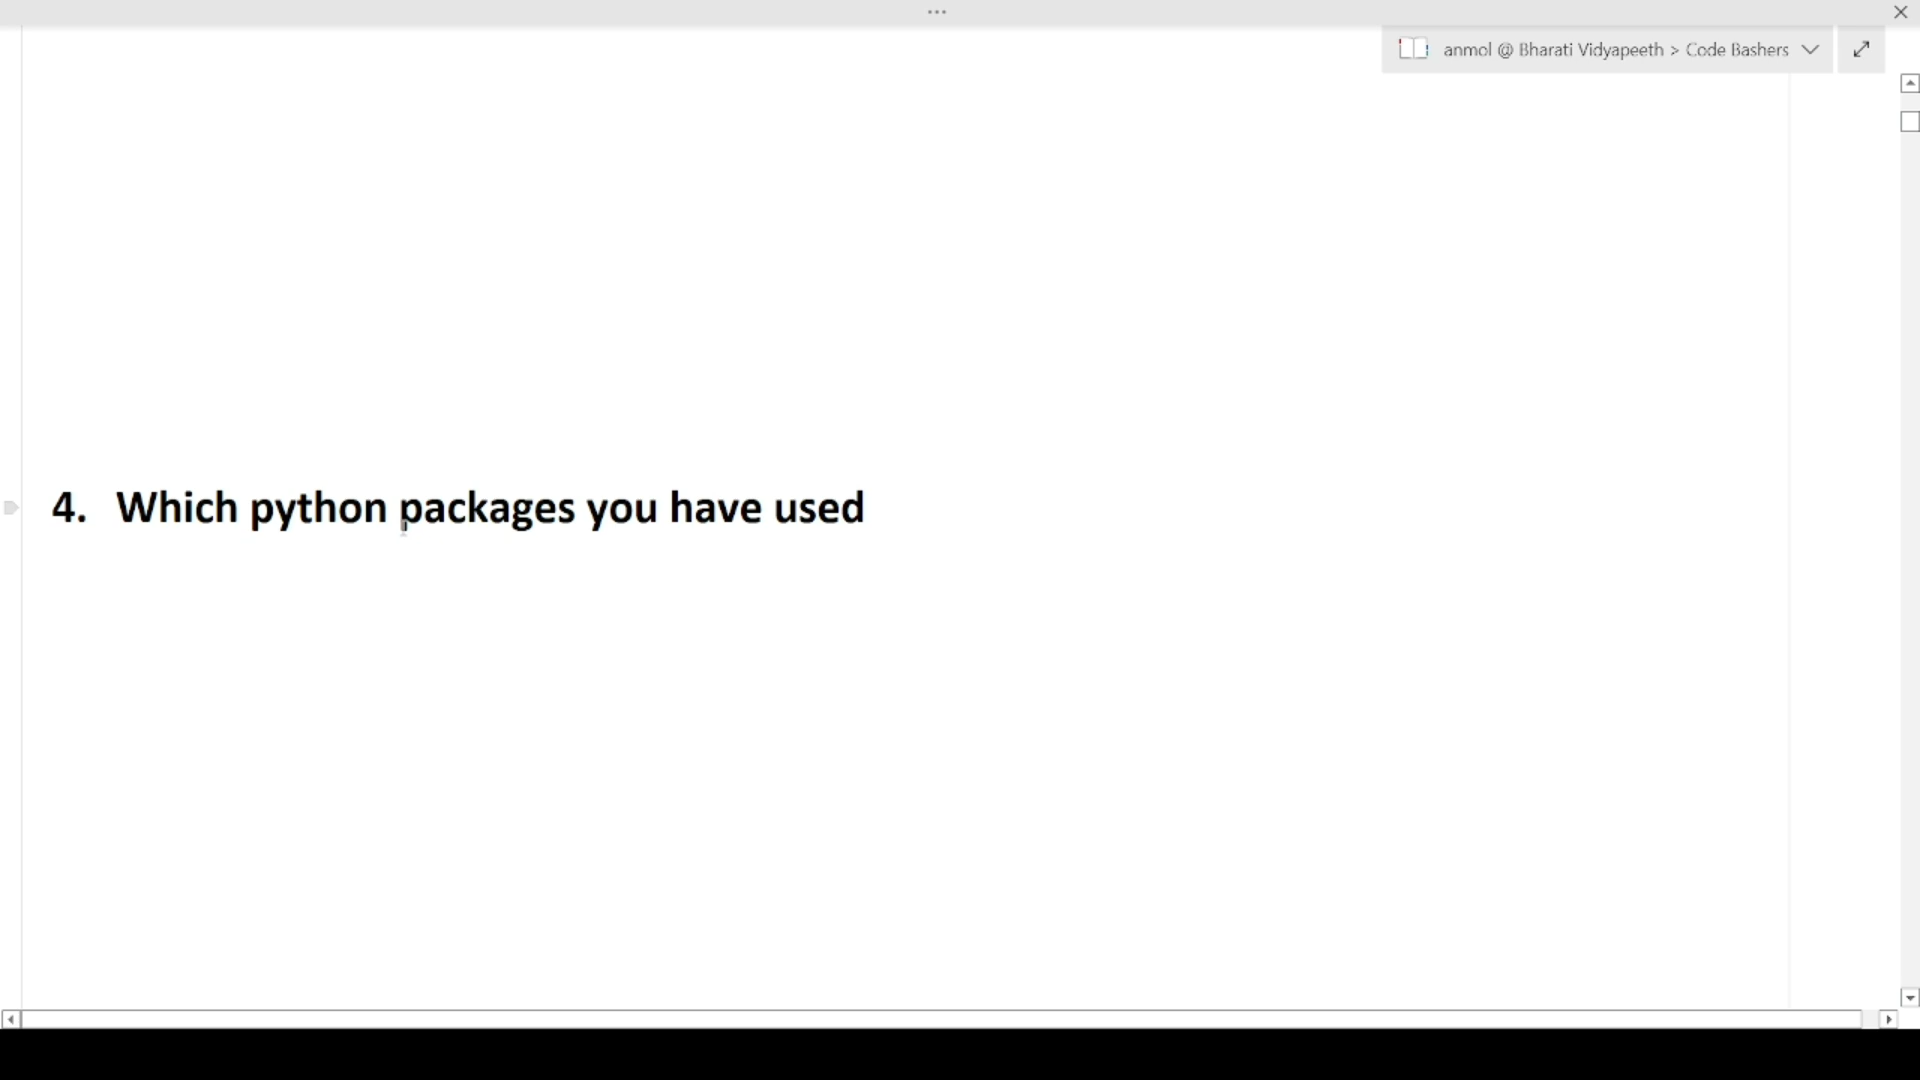 anmol @ Bharati Vidyapeeth > Code Bashers
4. Which python packages you have used